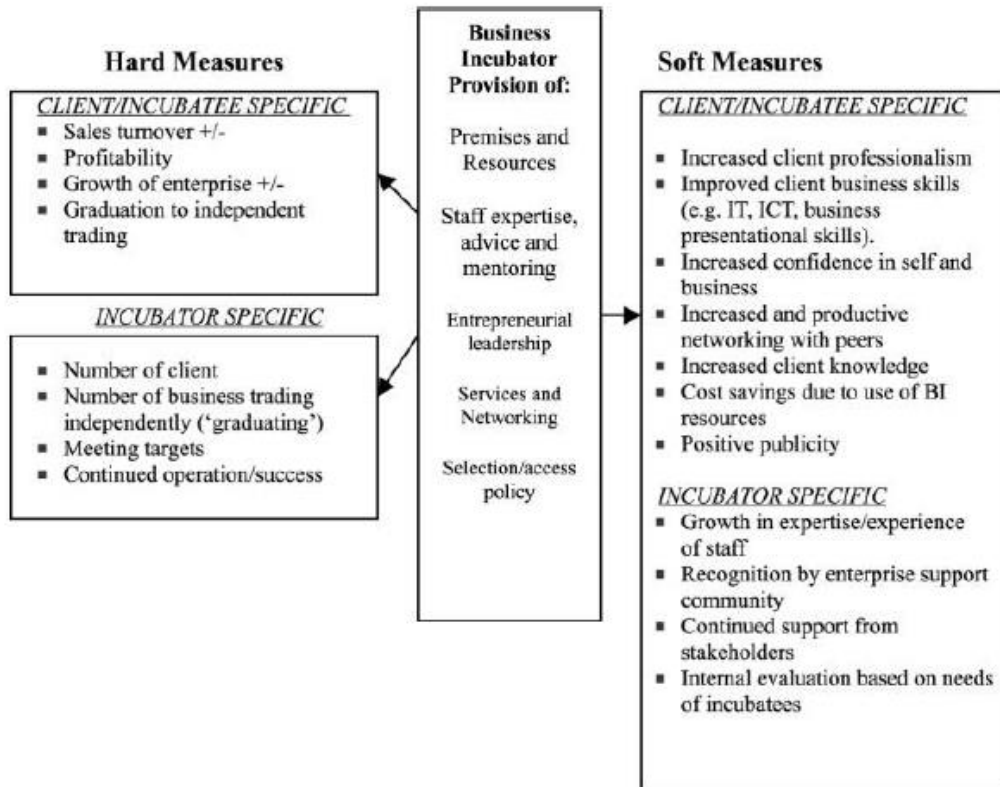 Hard Measures
CLIENT/INCUBATEE SPECIFIC
▪ Sales turnover +/-
▪ Profitability
▪ Growth of enterprise +/-
▪ Graduation to independent
trading
INCUBATOR SPECIFIC
▪ Number of client
▪ Number of business trading
independently (‘graduating’)
▪ Meeting targets
▪ Continued operation/success
Business
Incubator
Provision of:
Premises and
Resources
Staff expertise,
advice and
mentoring
Entrepreneurial
leadership
Services and
Networking
Selection/access
policy
Soft Measures
CLIENT/INCUBATEE SPECIFIC
▪ Increased client professionalism
▪ Improved client business skills
(e.g. IT, ICT, business
presentational skills).
▪ Increased confidence in self and
business
▪ Increased and productive
networking with peers
▪ Increased client knowledge
▪ Cost savings due to use of BI
resources
▪ Positive publicity
INCUBATOR SPECIFIC
▪ Growth in expertise/experience
of staff
▪ Recognition by enterprise support
community
▪ Continued support from
stakeholders
▪ Internal evaluation based on needs
of incubatees